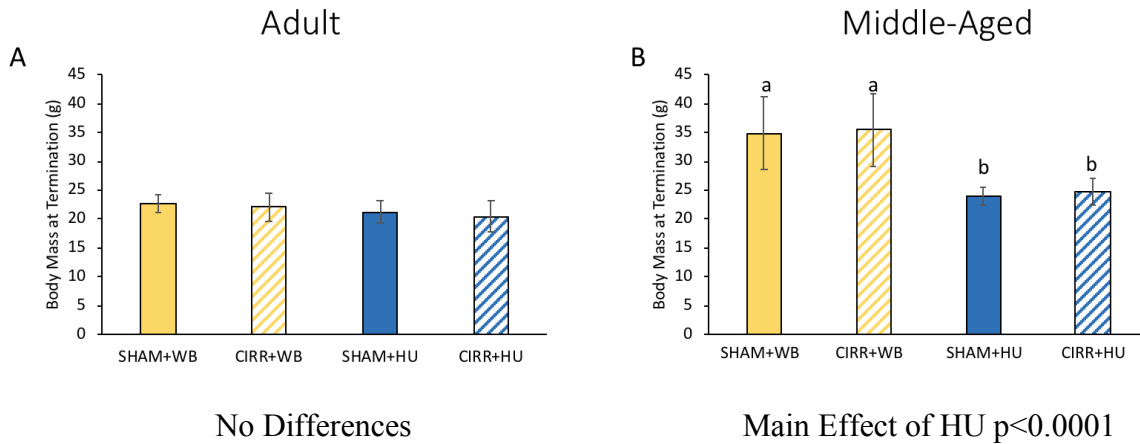 Adult
Middle-Aged
A
B
Body Mass at Termination (g)
45
40
35
30
25
20
15
10
5
0
SHAM+WB CIRR+WB SHAM+HU CIRR+HU
Body Mass at Termination (g)
45
40
35
30
25
20
15
10
5
0
a a b b
SHAM+WB CIRR+WB SHAM+HU CIRR+HU
No Differences
Main Effect of HU p<0.0001